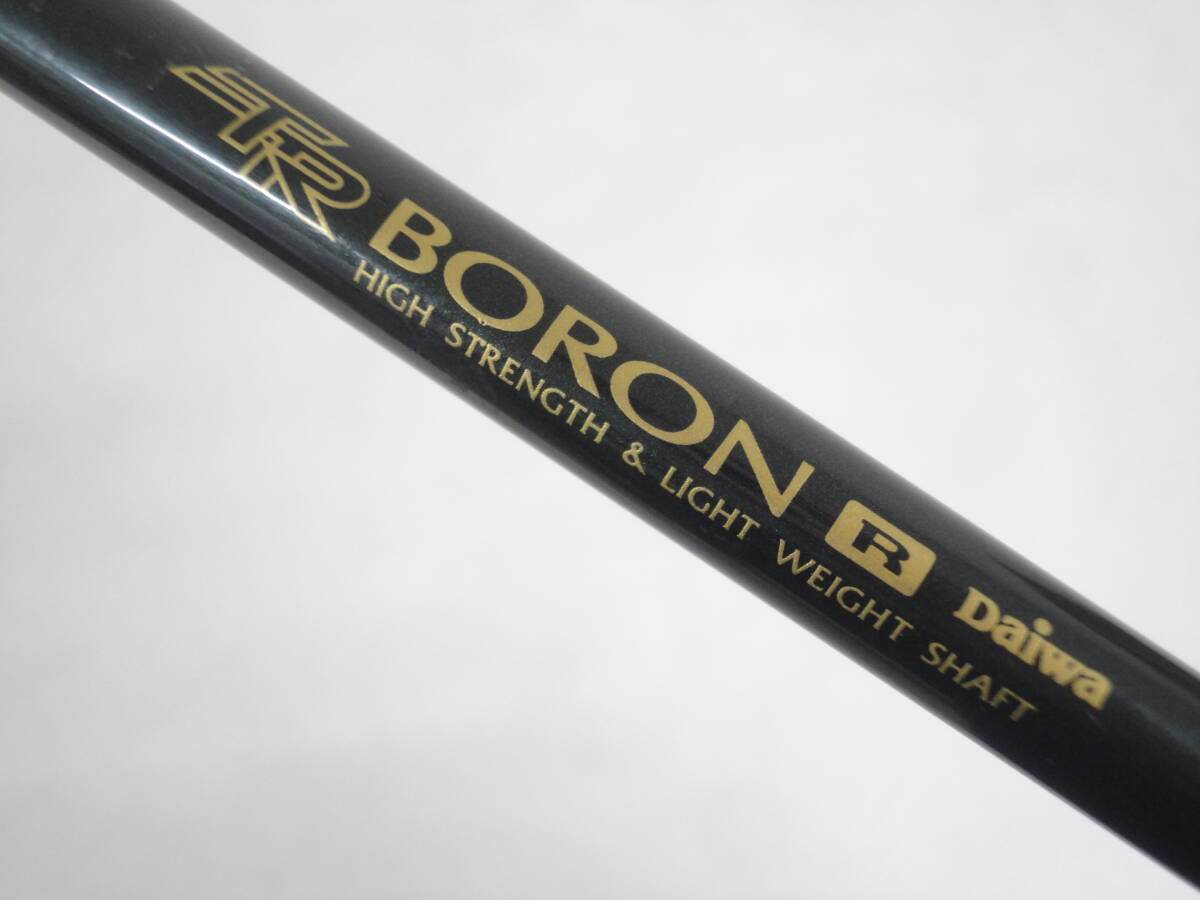 TR BORON R Daiwa
HIGH STRENGTH & LIGHT WEIGHT SHAFT